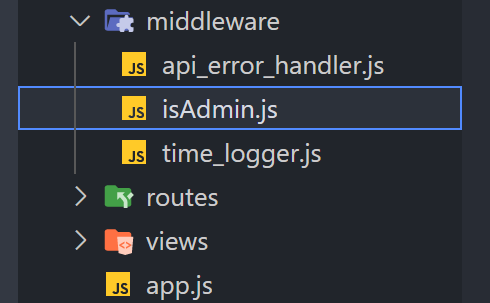 middleware
JS api_error_handler.js
JS isAdmin.js
JS time_logger.js
routes
<> views
JS app.js